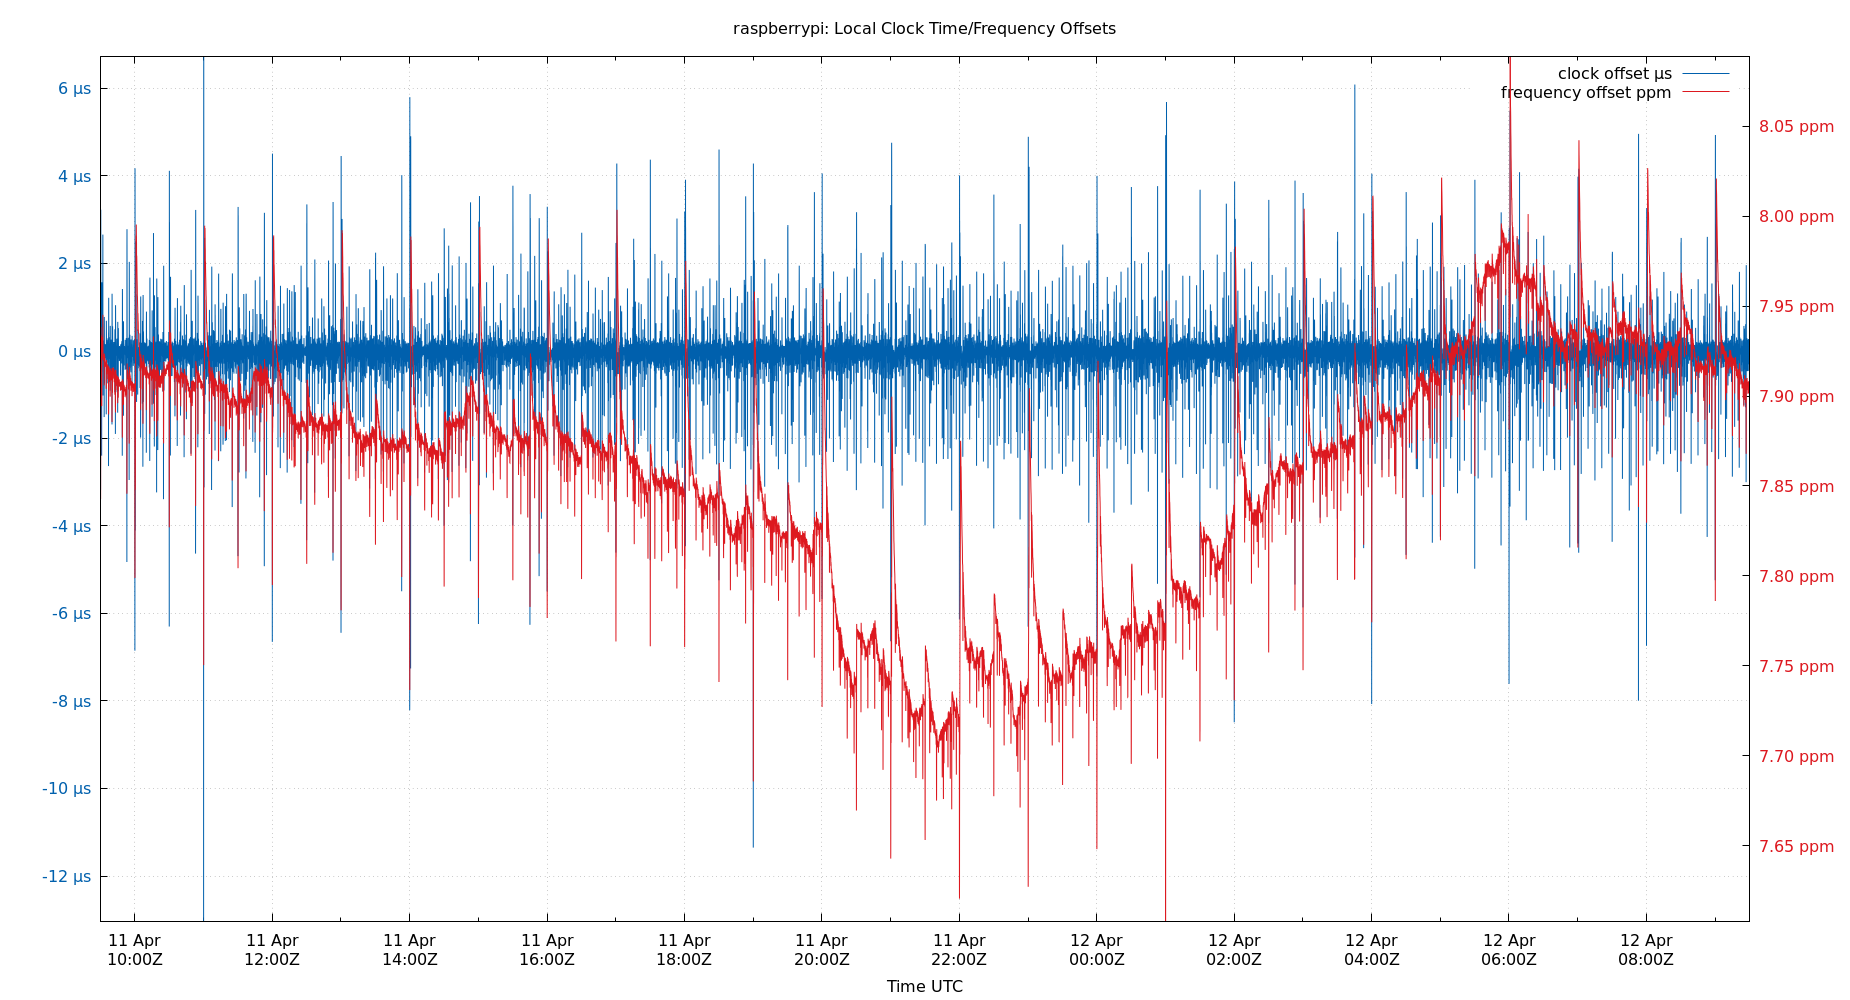 raspberrypi: Local Clock Time/Frequency Offsets
clock offset µs
frequency offset ppm
6 µs
4 µs
2 µs
0 µs
-2 µs
-4 µs
-6 µs
-8 µs
-10 µs
-12 µs
8.05 ppm
8.00 ppm
7.95 ppm
7.90 ppm
7.85 ppm
7.80 ppm
7.75 ppm
7.70 ppm
7.65 ppm
11 Apr 11 Apr 11 Apr 11 Apr 11 Apr 11 Apr 11 Apr 12 Apr 12 Apr 12 Apr 12 Apr 12 Apr
10:00Z 12:00Z 14:00Z 16:00Z 18:00Z 20:00Z 22:00Z 00:00Z 02:00Z 04:00Z 06:00Z 08:00Z
Time UTC